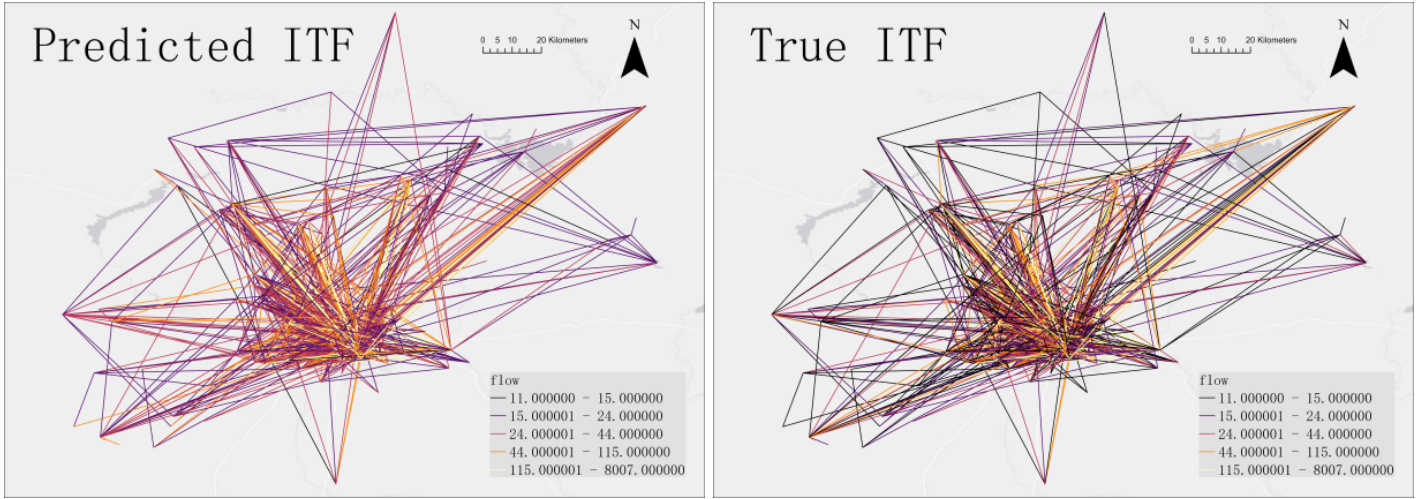 Predicted ITF
0 5 10 20 Kilometers
N
flow
11.000000 - 15.000000
15.000001 - 24.000000
24.000001 - 44.000000
44.000001 - 115.000000
115.000001 - 8007.000000
True ITF
0 5 10 20 Kilometers
N
flow
11.000000 - 15.000000
15.000001 - 24.000000
24.000001 - 44.000000
44.000001 - 115.000000
115.000001 - 8007.000000